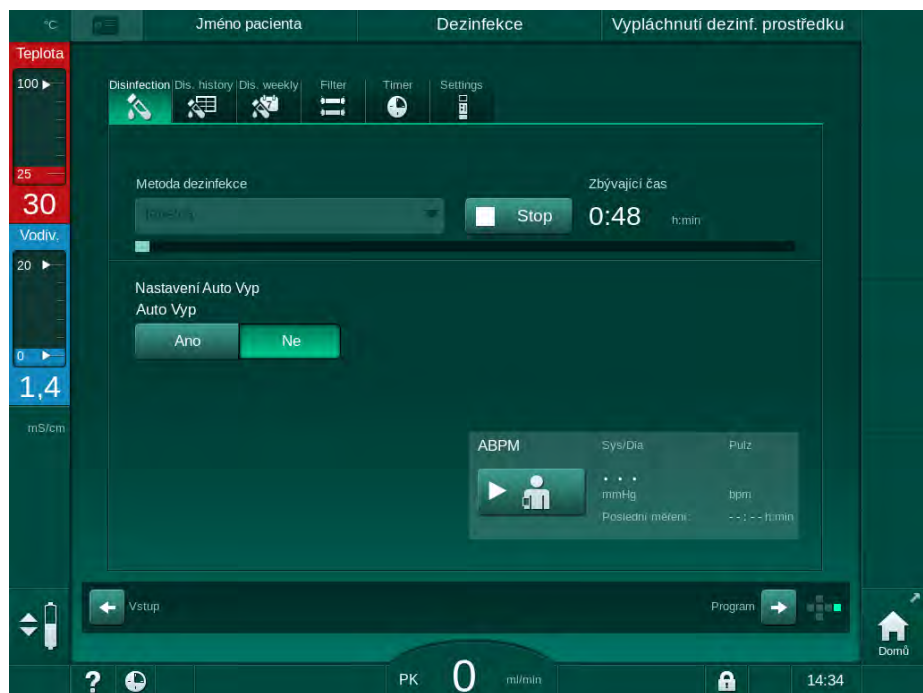 °C Jméno pacienta Dezinfekce Vypláchnutí dezinf. prostředku
Teplota
100
25
30
Vodiv.
20
0
1,4
mS/cm
Disinfection Dis. history Dis. weekly Filter Timer Settings
Metoda dezinfekce Zbývající čas
Stop 0:48 h:min
Nastavení Auto Vyp
Auto Vyp
Ano Ne
ABPM Sys/Dia Pulz
. . .
mmHg bpm
Poslední měření: --:-- h:min
Vstup Program
Domů
? PK 0 ml/min 14:34